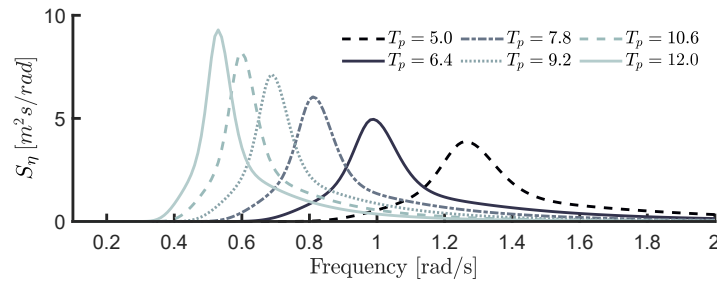 10
5
0
S_η [m² s/rad]
T_p = 5.0 T_p = 7.8 T_p = 10.6
T_p = 6.4 T_p = 9.2 T_p = 12.0
0.2 0.4 0.6 0.8 1 1.2 1.4 1.6 1.8 2
Frequency [rad/s]